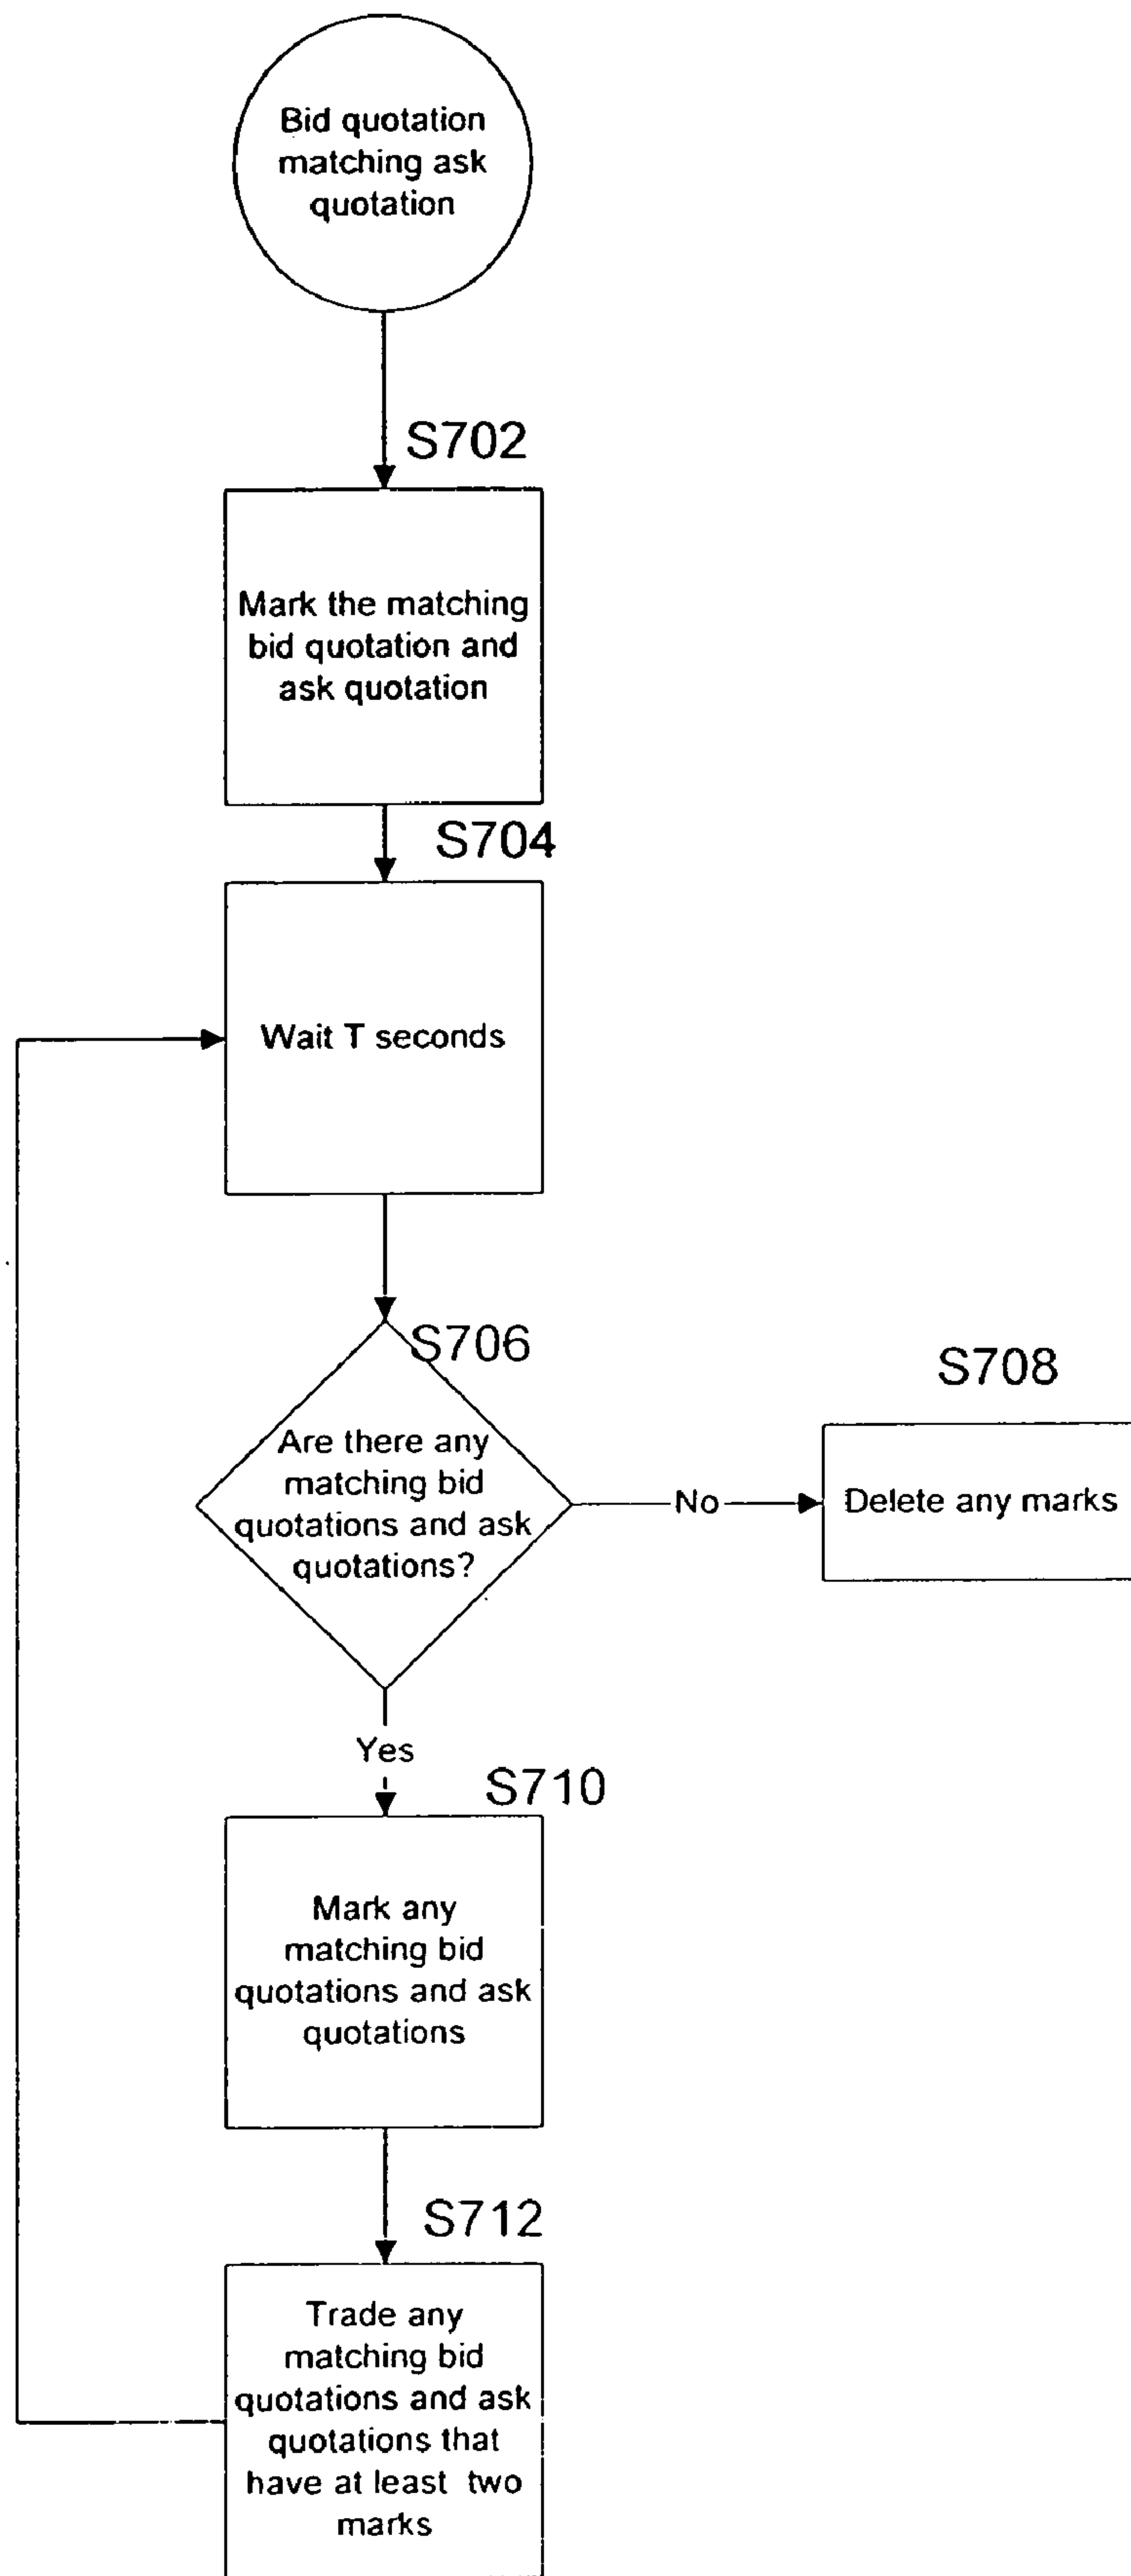 Bid quotation
matching ask
quotation
S702
Mark the matching
bid quotation and
ask quotation
S704
Wait T seconds
S706
Are there any
matching bid
quotations and ask
quotations?
No
S708
Delete any marks
Yes
S710
Mark any
matching bid
quotations and ask
quotations
S712
Trade any
matching bid
quotations and ask
quotations that
have at least two
marks